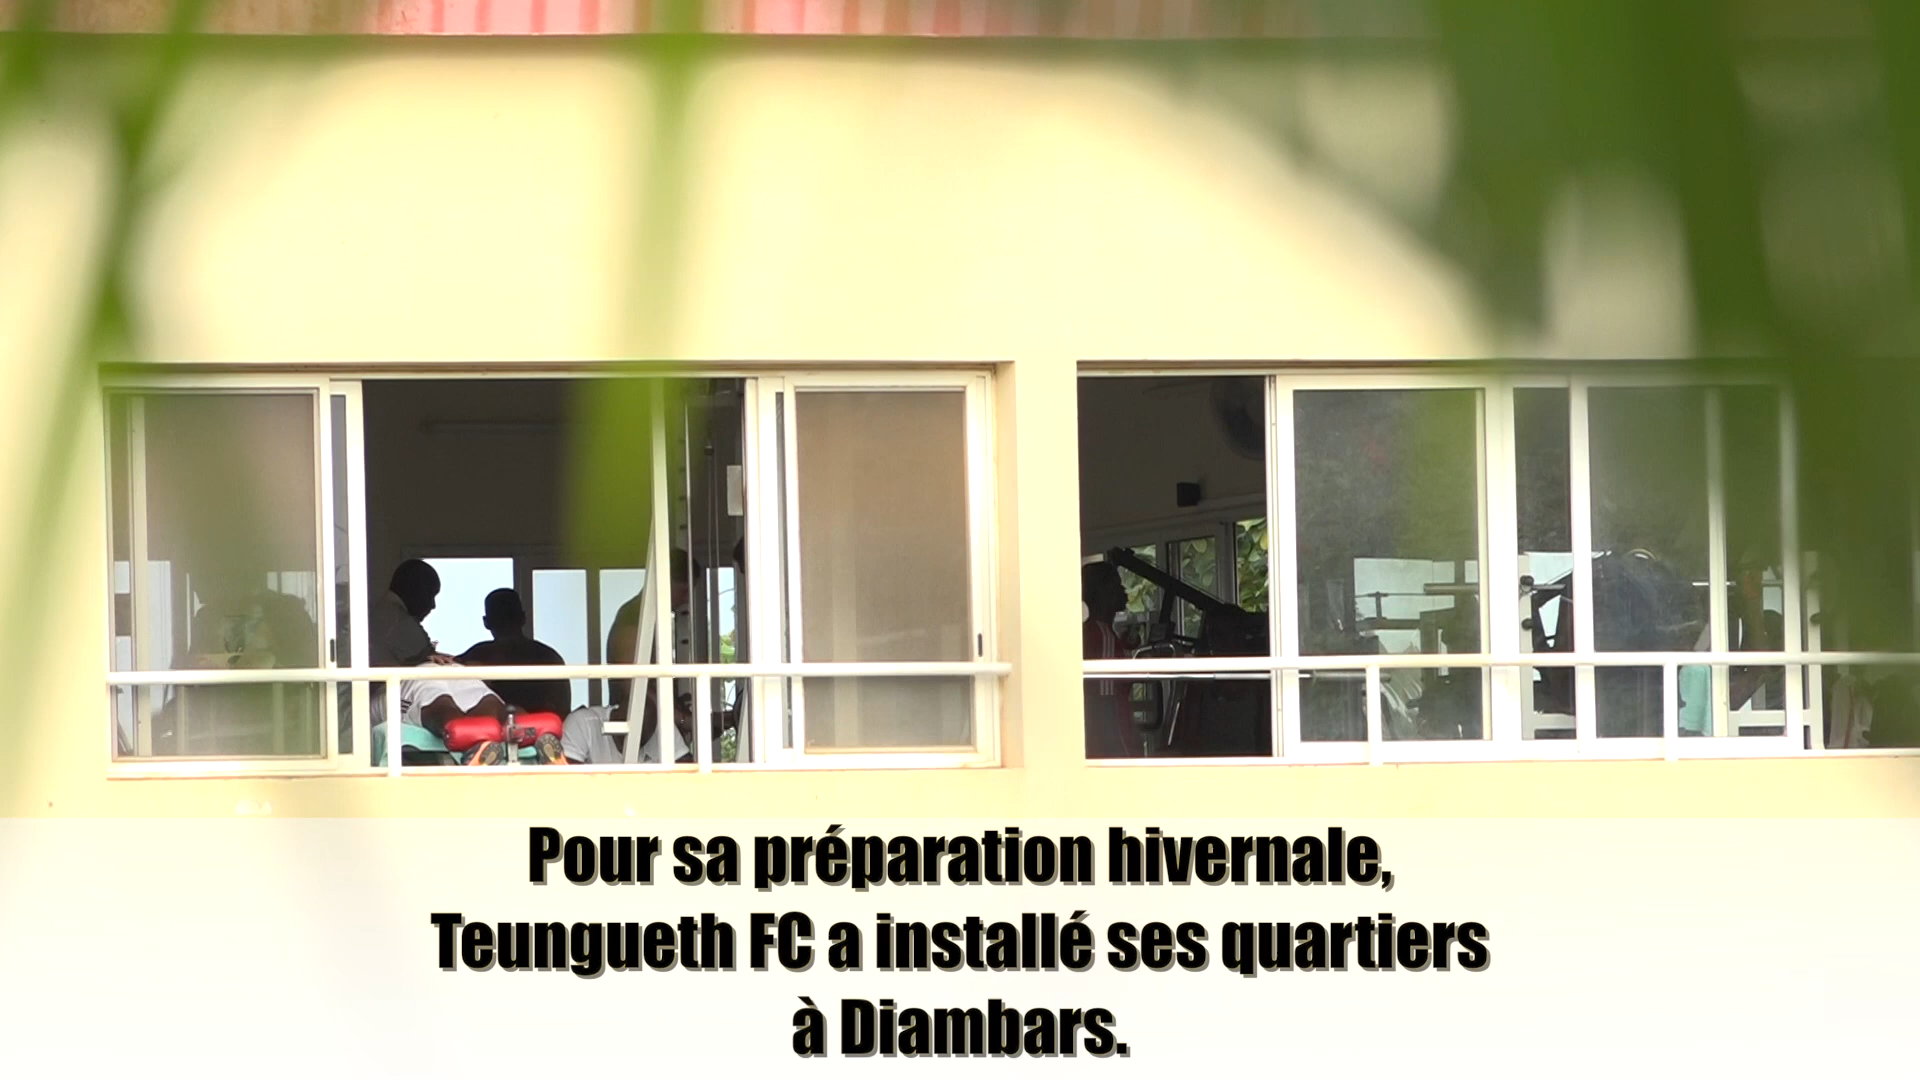 Pour sa préparation hivernale,
Teungueth FC a installé ses quartiers
à Diambars.